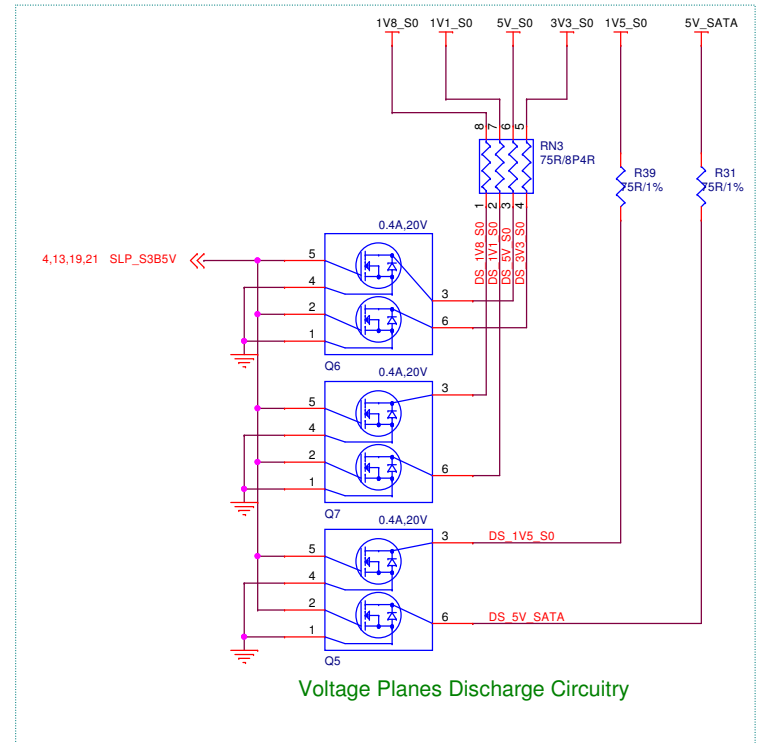 1V8_S0 1V1_S0 5V_S0 3V3_S0 1V5_S0 5V_SATA
8 7 6 5
RN3
75R/8P4R
R39
75R/1%
R31
75R/1%
1 2 3 4
DS_1V8_S0
DS_1V1_S0
DS_5V_S0
DS_3V3_S0
0.4A,20V
4,13,19,21 SLP_S3B5V
5
4
3
2
6
1
Q6
0.4A,20V
3
5
4
2
6
1
Q7
0.4A,20V
3 DS_1V5_S0
5
4
2
6 DS_5V_SATA
1
Q5
Voltage Planes Discharge Circuitry